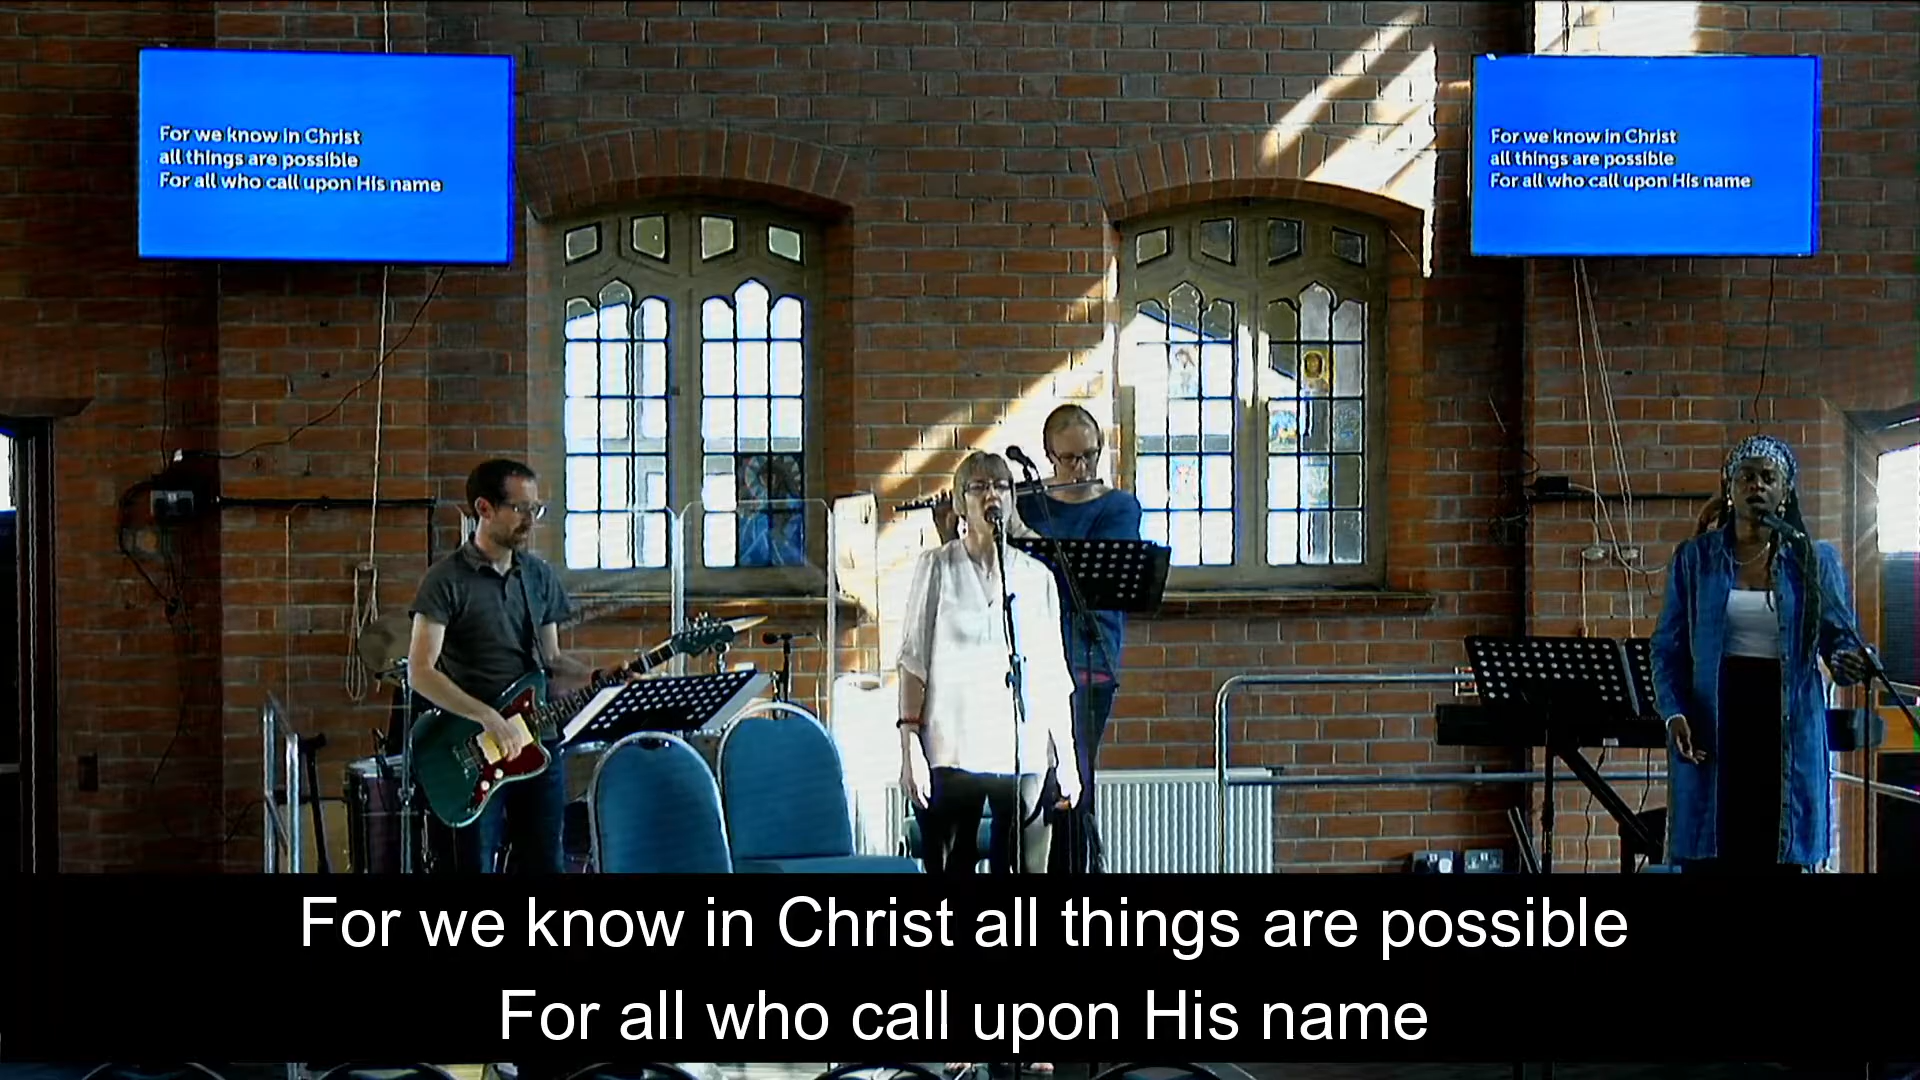 For we know in Christ
all things are possible
For all who call upon His name
For we know in Christ
all things are possible
For all who call upon His name
For we know in Christ all things are possible
For all who call upon His name